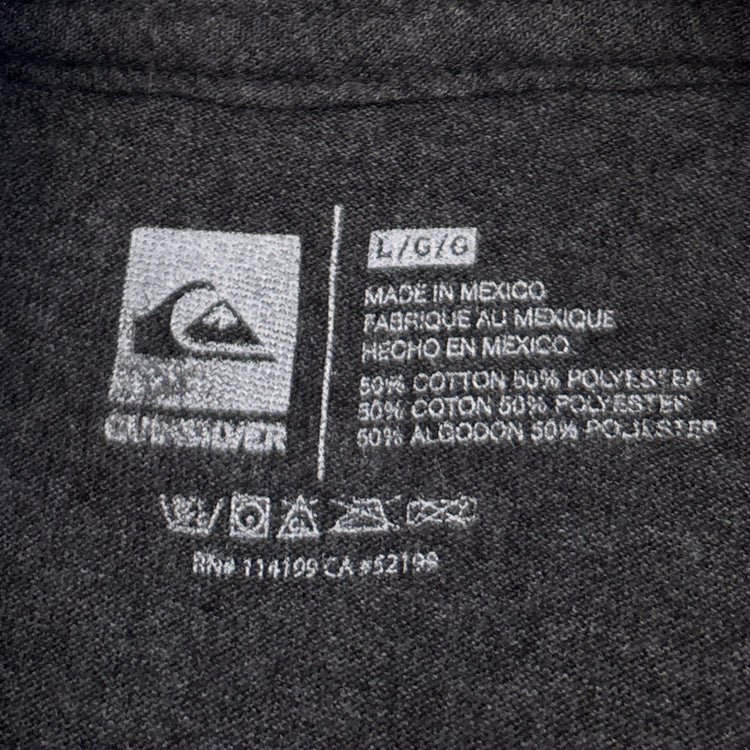 QUIKSILVER
L/G/G
MADE IN MEXICO
FABRIQUE AU MEXIQUE
HECHO EN MEXICO
50% COTTON 50% POLYESTER
50% COTON 50% POLYESTER
50% ALGODON 50% POLIESTER
RN# 114199 CA #52199